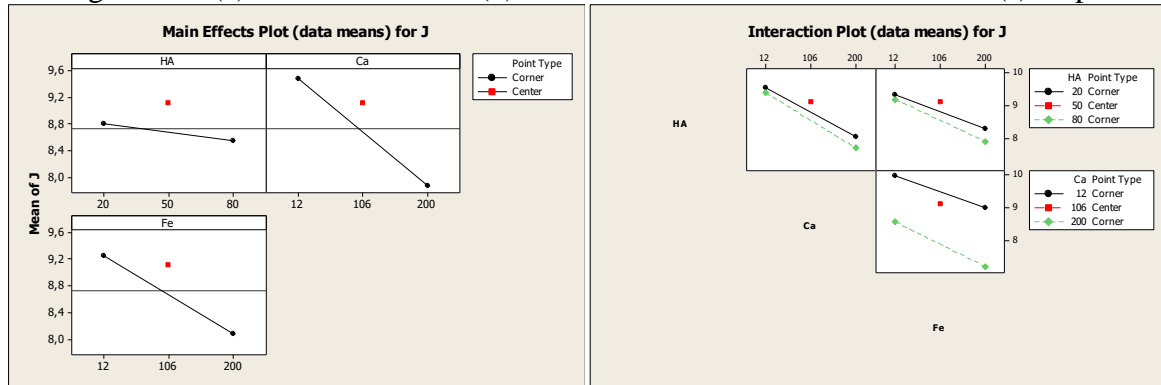 Main Effects Plot (data means) for J
HA Ca
Point Type
Corner
Center
9,6
9,2
8,8
8,4
8,0
20 50 80 12 106 200
Fe
9,6
9,2
8,8
8,4
8,0
12 106 200
Mean of J
Interaction Plot (data means) for J
12 106 200 12 106 200
HA
10
9
8
HA Point Type
20 Corner
50 Center
80 Corner
Ca
10
9
8
Ca Point Type
12 Corner
106 Center
200 Corner
Fe